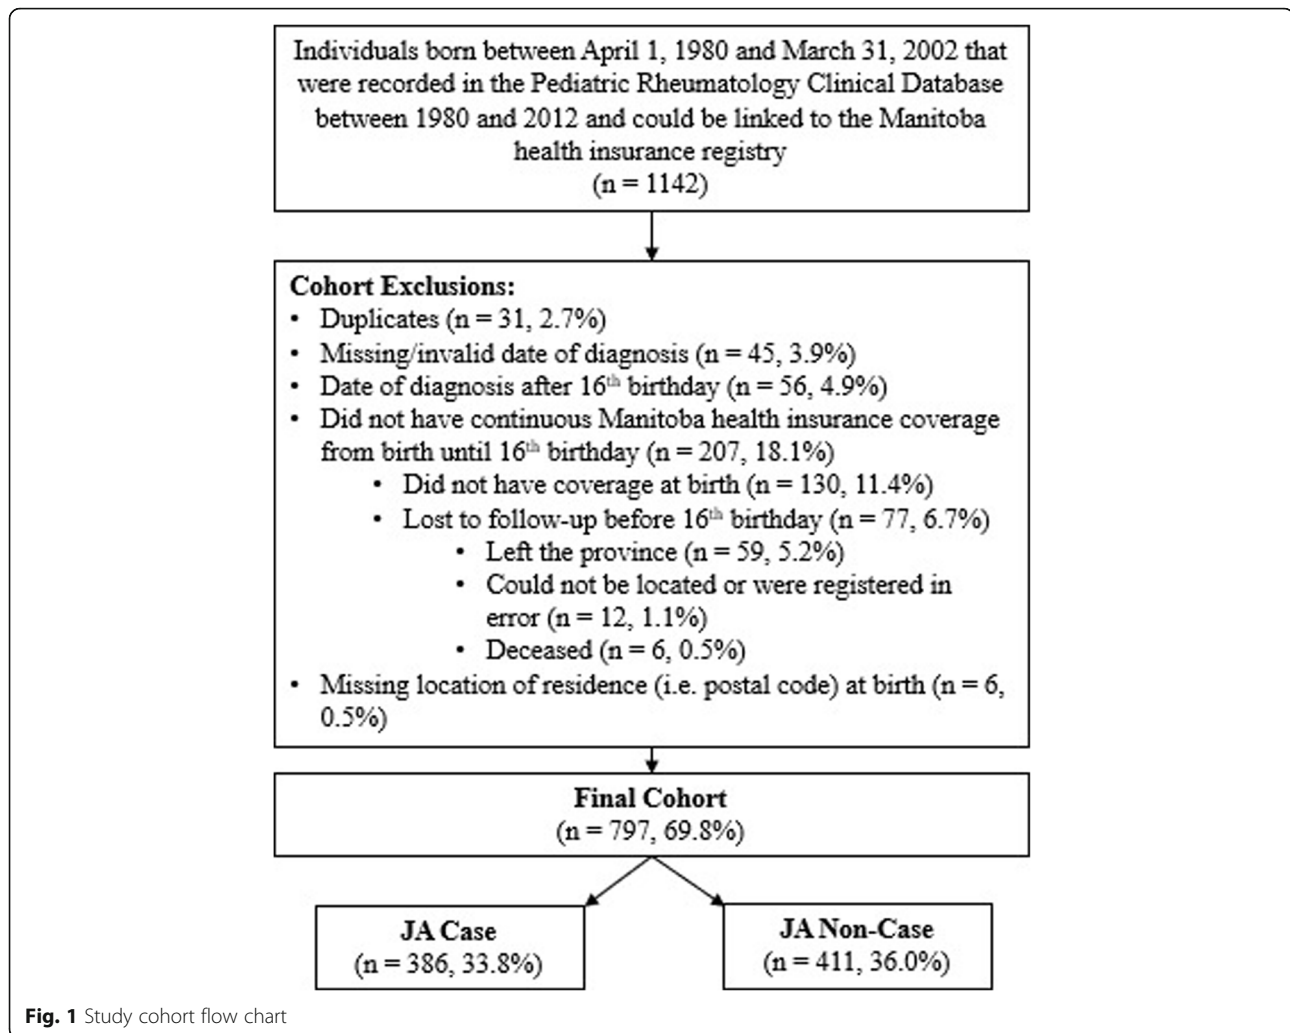 Individuals born between April 1, 1980 and March 31, 2002 that
were recorded in the Pediatric Rheumatology Clinical Database
between 1980 and 2012 and could be linked to the Manitoba
health insurance registry
(n = 1142)
Cohort Exclusions:
• Duplicates (n = 31, 2.7%)
• Missing/invalid date of diagnosis (n = 45, 3.9%)
• Date of diagnosis after 16th birthday (n = 56, 4.9%)
• Did not have continuous Manitoba health insurance coverage
from birth until 16th birthday (n = 207, 18.1%)
• Did not have coverage at birth (n = 130, 11.4%)
• Lost to follow-up before 16th birthday (n = 77, 6.7%)
• Left the province (n = 59, 5.2%)
• Could not be located or were registered in
error (n = 12, 1.1%)
• Deceased (n = 6, 0.5%)
• Missing location of residence (i.e. postal code) at birth (n = 6,
0.5%)
Final Cohort
(n = 797, 69.8%)
JA Case
(n = 386, 33.8%)
JA Non-Case
(n = 411, 36.0%)
Fig. 1 Study cohort flow chart